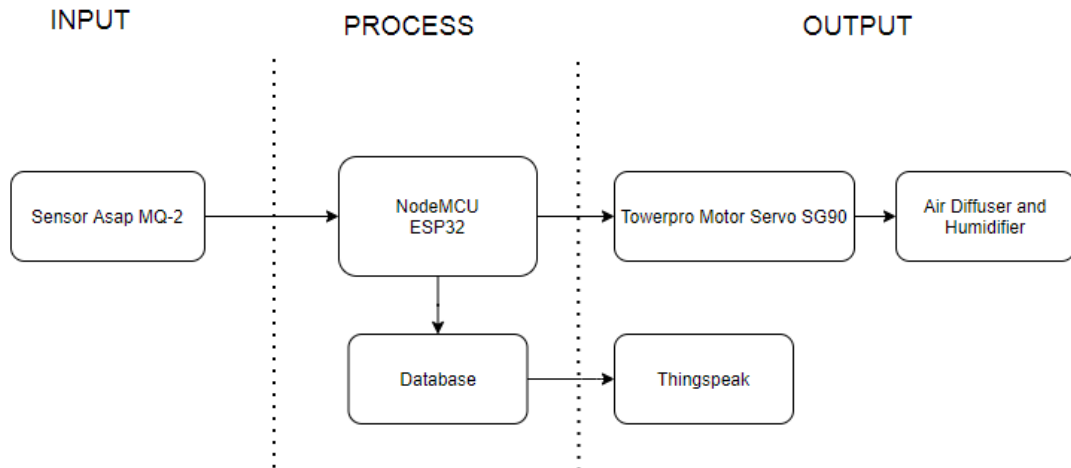 INPUT
PROCESS
OUTPUT
Sensor Asap MQ-2
NodeMCU
ESP32
Towerpro Motor Servo SG90
Air Diffuser and
Humidifier
Database
Thingspeak